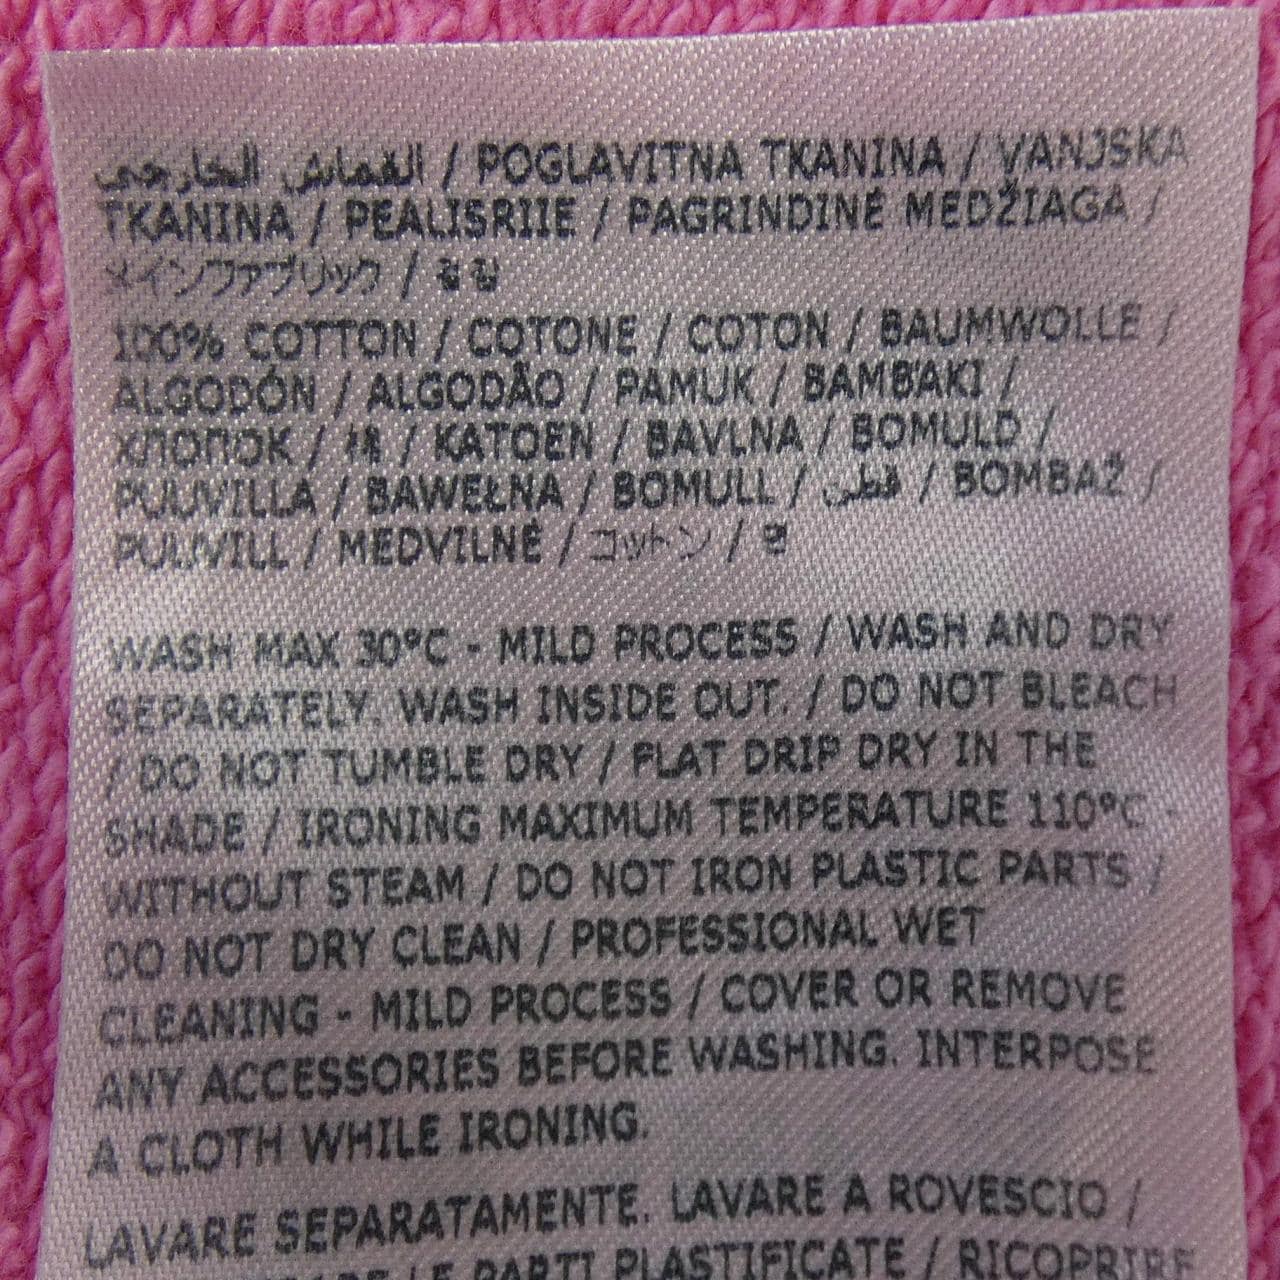 القماش الخارجي / POGLAVITNA TKANINA / VANJSKA
TKANINA / PEALISRIIE / PAGRINDINĖ MEDŽIAGA /
メインファブリック / 겉감
100% COTTON / COTONE / COTON / BAUMWOLLE /
ALGODÓN / ALGODÃO / PAMUK / BAMBAKI /
ХЛОПОК / 棉 / KATOEN / BAVLNA / BOMULD /
PUUVILLA / BAWEŁNA / BOMULL / قطن / BOMBAŽ /
PUUVILL / MEDVILNĖ / コットン / 면
WASH MAX 30°C - MILD PROCESS / WASH AND DRY
SEPARATELY. WASH INSIDE OUT. / DO NOT BLEACH
/ DO NOT TUMBLE DRY / FLAT DRIP DRY IN THE
SHADE / IRONING MAXIMUM TEMPERATURE 110°C -
WITHOUT STEAM / DO NOT IRON PLASTIC PARTS /
DO NOT DRY CLEAN / PROFESSIONAL WET
CLEANING - MILD PROCESS / COVER OR REMOVE
ANY ACCESSORIES BEFORE WASHING. INTERPOSE
A CLOTH WHILE IRONING.
LAVARE SEPARATAMENTE. LAVARE A ROVESCIO /
LE PARTI PLASTIFICATE / RICOPRIRE